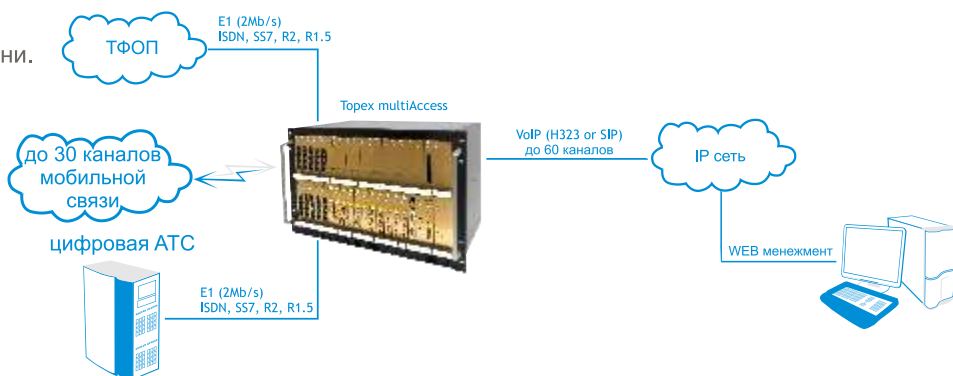 ни.
ТФОП
E1 (2Mb/s)
ISDN, SS7, R2, R1.5
Topex multiAccess
VoIP (H323 or SIP)
до 60 каналов
IP сеть
до 30 каналов
мобильной
связи
цифровая АТС
E1 (2Mb/s)
ISDN, SS7, R2, R1.5
WEB менежмент